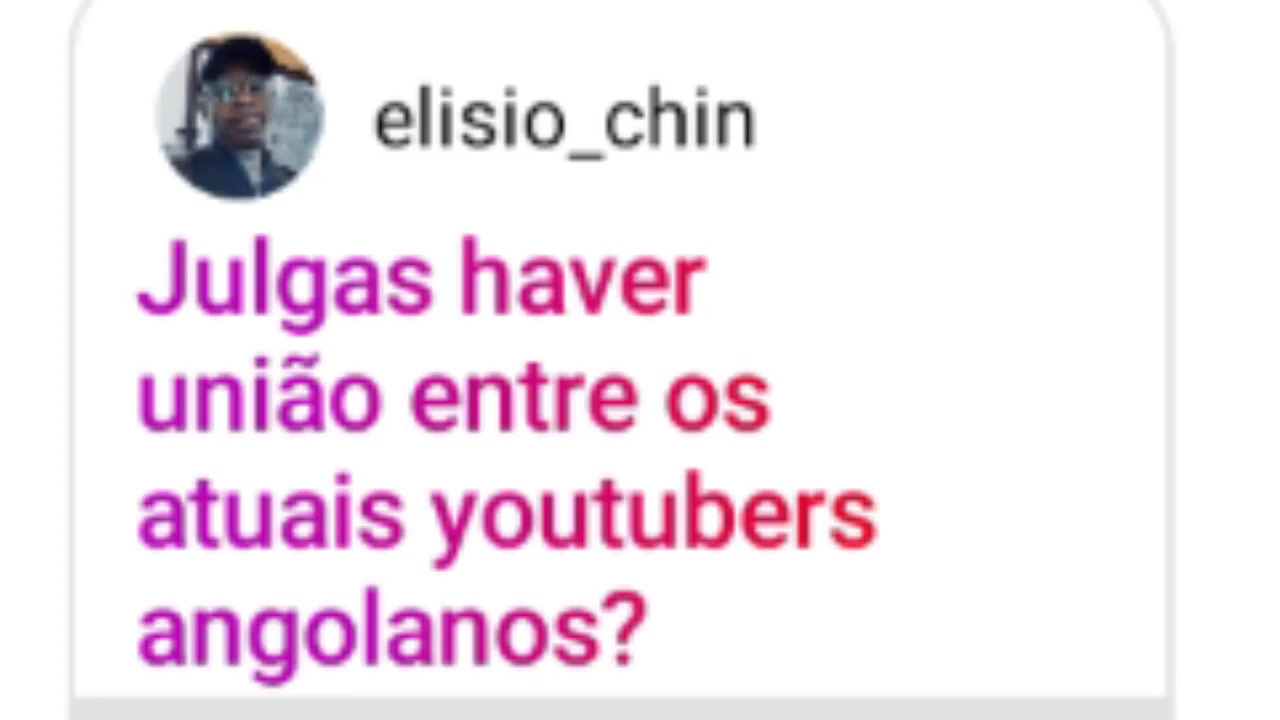 elisio_chin
Julgas haver
união entre os
atuais youtubers
angolanos?